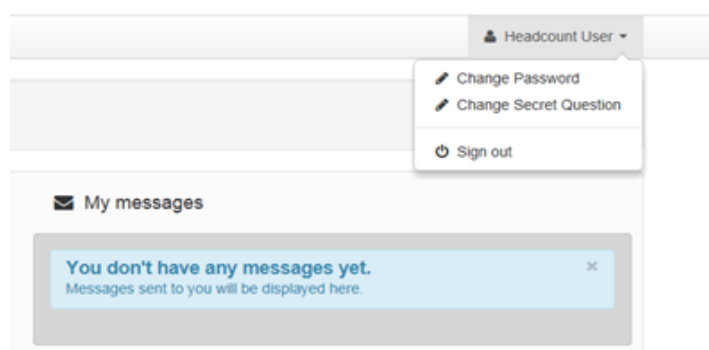 Headcount User
Change Password
Change Secret Question
Sign out
My messages
You don't have any messages yet.
Messages sent to you will be displayed here.